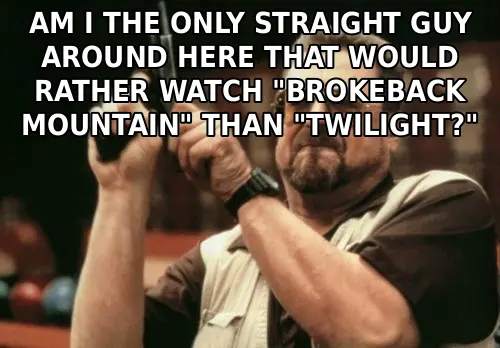 AM I THE ONLY STRAIGHT GUY
AROUND HERE THAT WOULD
RATHER WATCH "BROKEBACK
MOUNTAIN" THAN "TWILIGHT?"